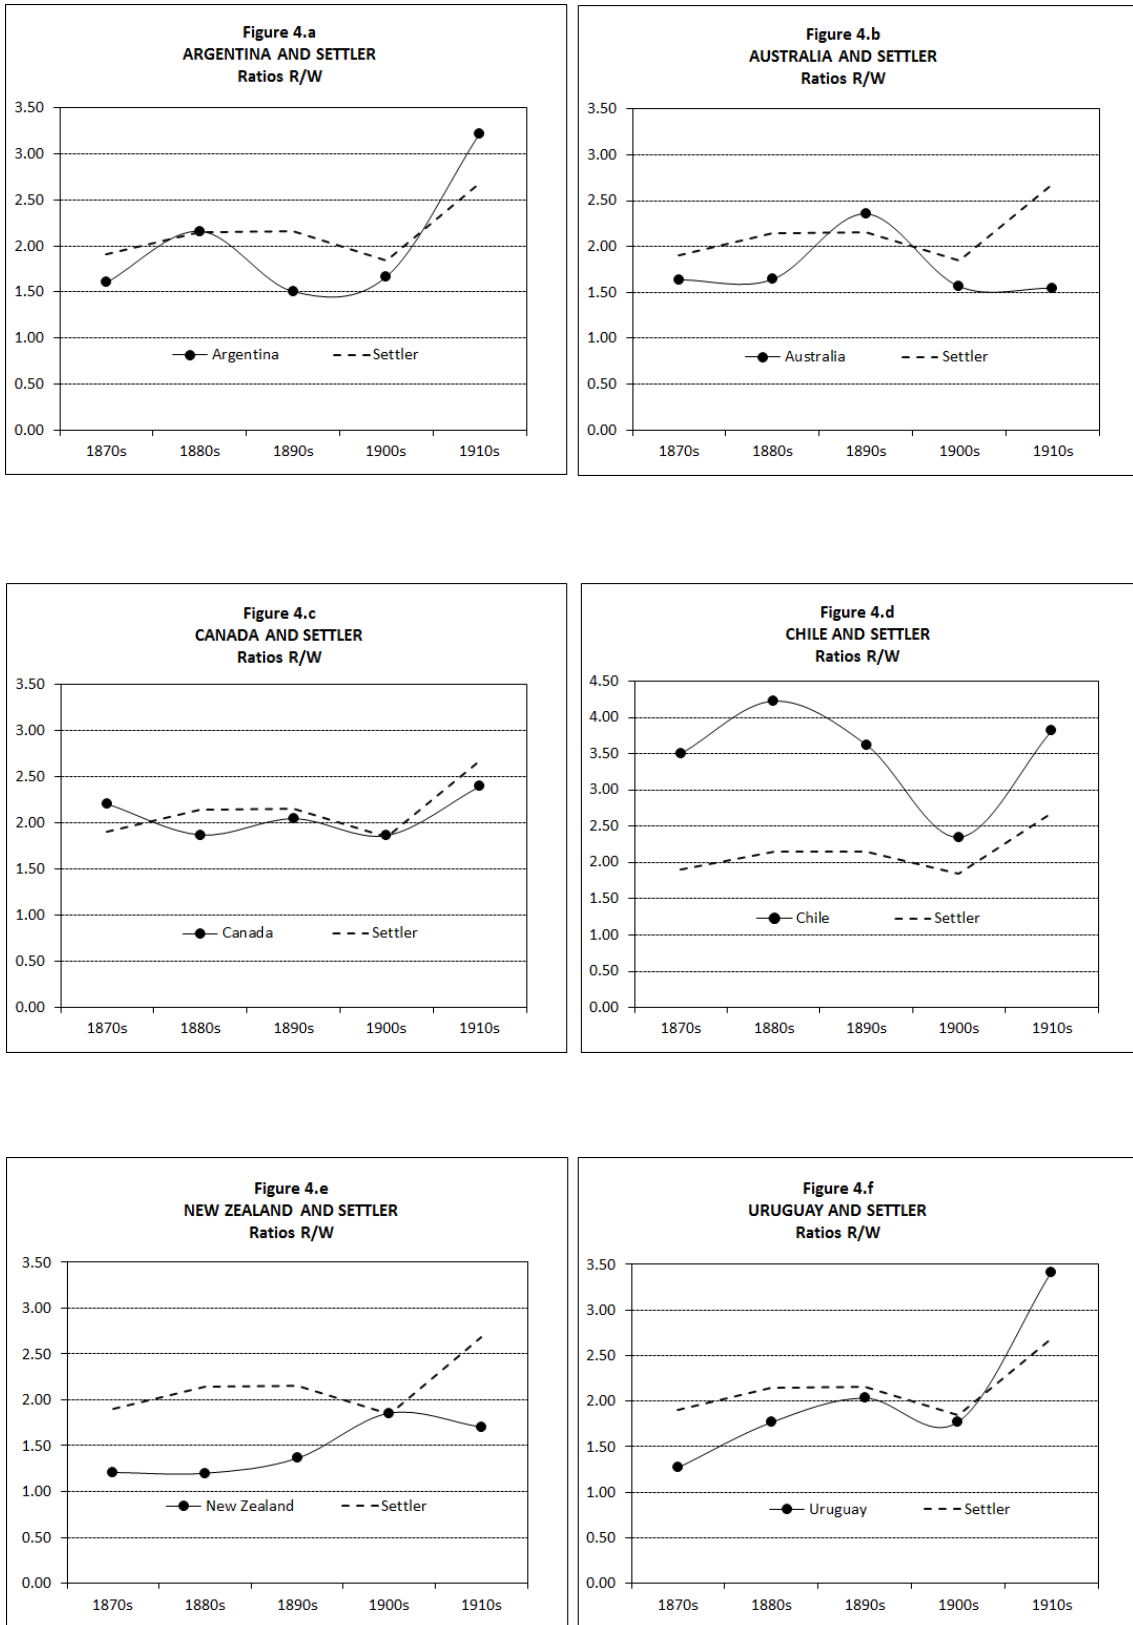 Figure 4.a
ARGENTINA AND SETTLER
Ratios R/W
3.50
3.00
2.50
2.00
1.50
1.00
0.50
0.00
Argentina
Settler
1870s 1880s 1890s 1900s 1910s
Figure 4.b
AUSTRALIA AND SETTLER
Ratios R/W
3.50
3.00
2.50
2.00
1.50
1.00
0.50
0.00
Australia
Settler
1870s 1880s 1890s 1900s 1910s
Figure 4.c
CANADA AND SETTLER
Ratios R/W
3.50
3.00
2.50
2.00
1.50
1.00
0.50
0.00
Canada
Settler
1870s 1880s 1890s 1900s 1910s
Figure 4.d
CHILE AND SETTLER
Ratios R/W
4.50
4.00
3.50
3.00
2.50
2.00
1.50
1.00
0.50
0.00
Chile
Settler
1870s 1880s 1890s 1900s 1910s
Figure 4.e
NEW ZEALAND AND SETTLER
Ratios R/W
3.50
3.00
2.50
2.00
1.50
1.00
0.50
0.00
New Zealand
Settler
1870s 1880s 1890s 1900s 1910s
Figure 4.f
URUGUAY AND SETTLER
Ratios R/W
3.50
3.00
2.50
2.00
1.50
1.00
0.50
0.00
Uruguay
Settler
1870s 1880s 1890s 1900s 1910s